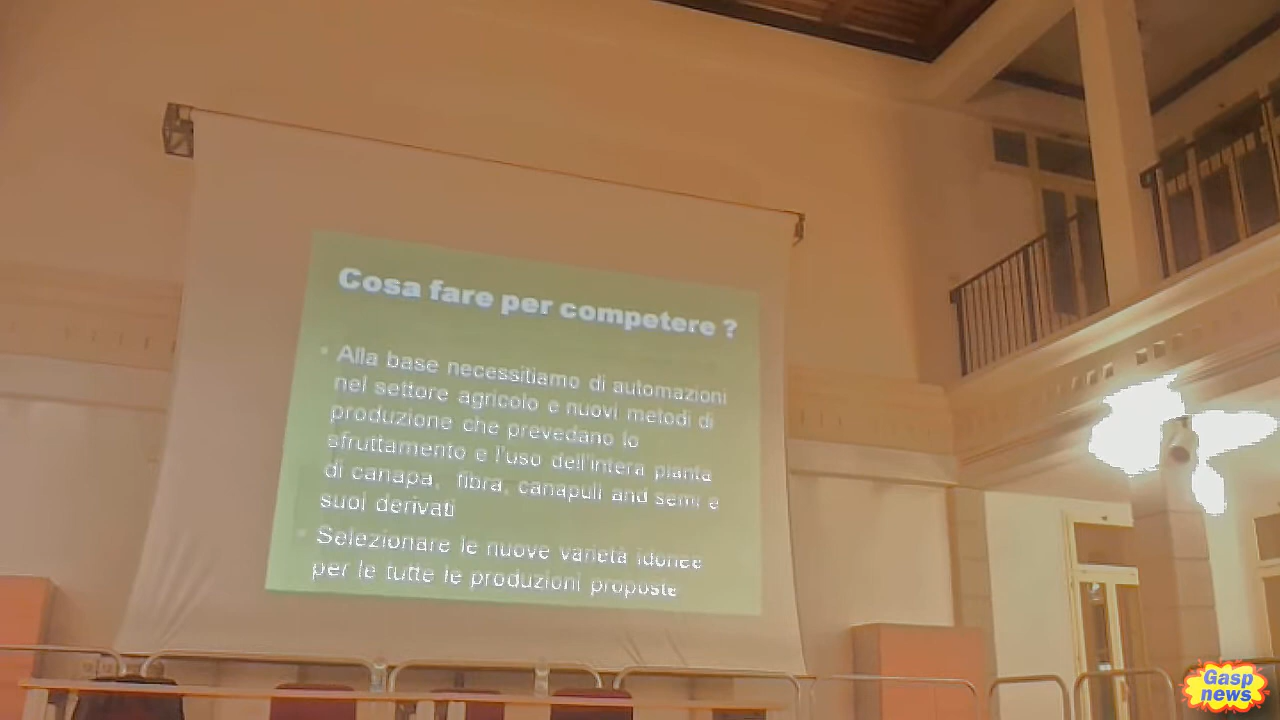 Cosa fare per competere ?
• Alla base necessitiamo di automazioni
nel settore agricolo e nuovi metodi di
produzione che prevedano lo
sfruttamento e l'uso dell'intera pianta
di canapa, fibra, canapuli and semi e
suoi derivati
• Selezionare le nuove varietà idonee
per le tutte le produzioni proposte
Gasp
news